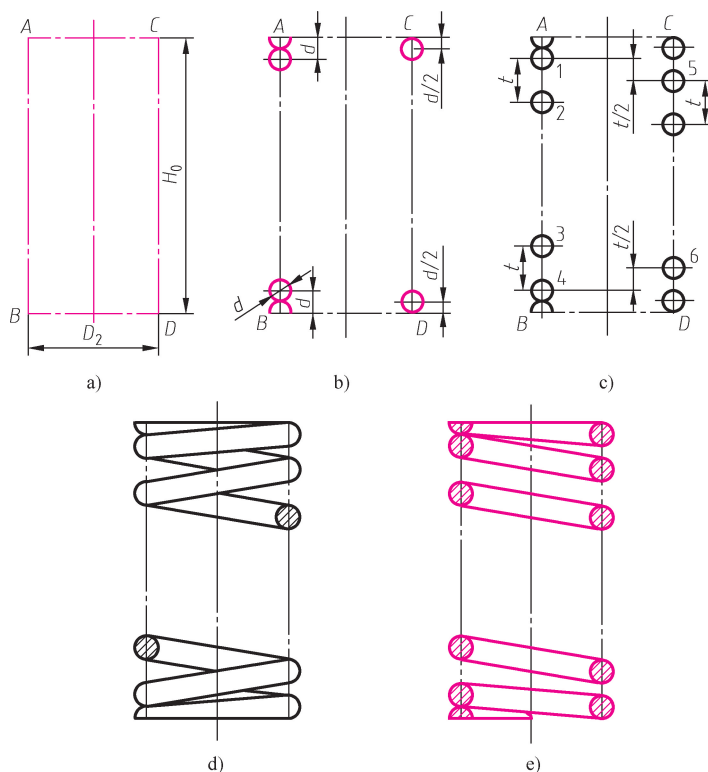 A C
H₀
B D₂ D
a)
A C
d
d/2
d/2
d d
B D
b)
A C
1 5
t t/2 t
2
3
t/2 6
t 4
B D
c)
d)
e)